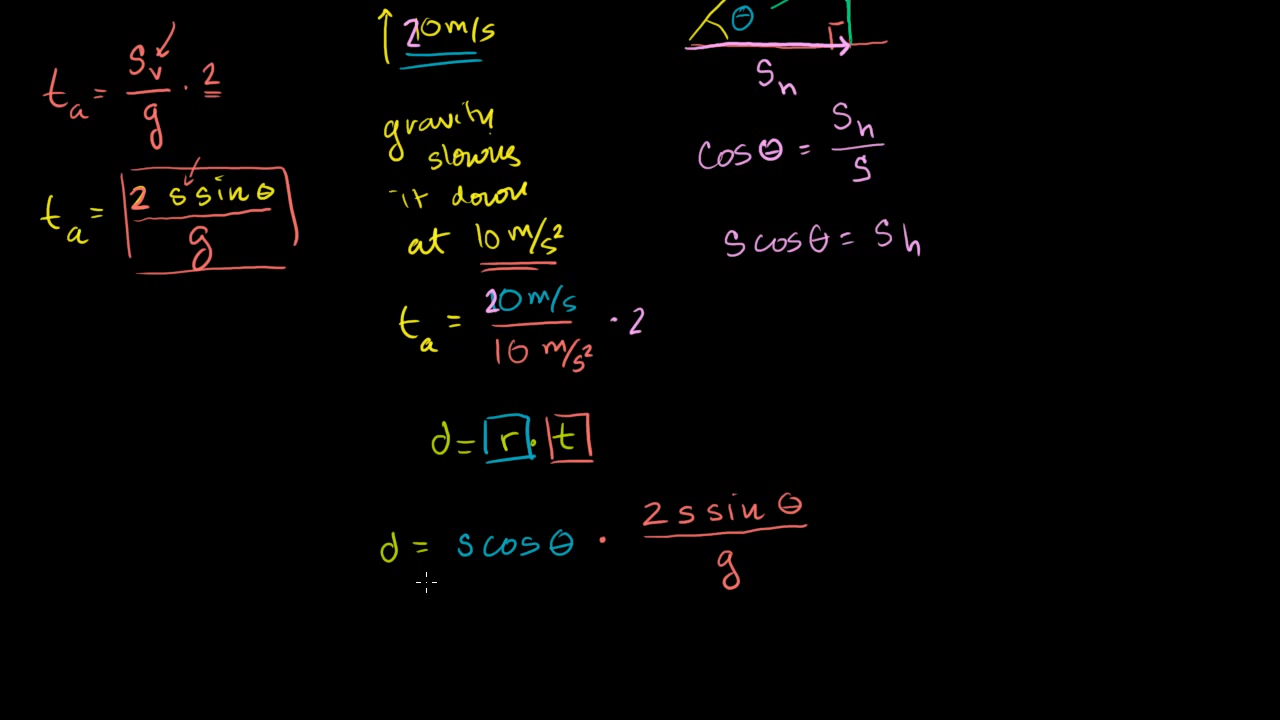 t_a = s_v / g · 2
t_a = 2 s sin θ / g
20 m/s
gravity
slows
it down
at 10 m/s²
t_a = 20 m/s / 10 m/s² · 2
d = r · t
d = s cos θ · 2 s sin θ / g
θ
s_h
cos θ = s_h / s
s cos θ = s_h